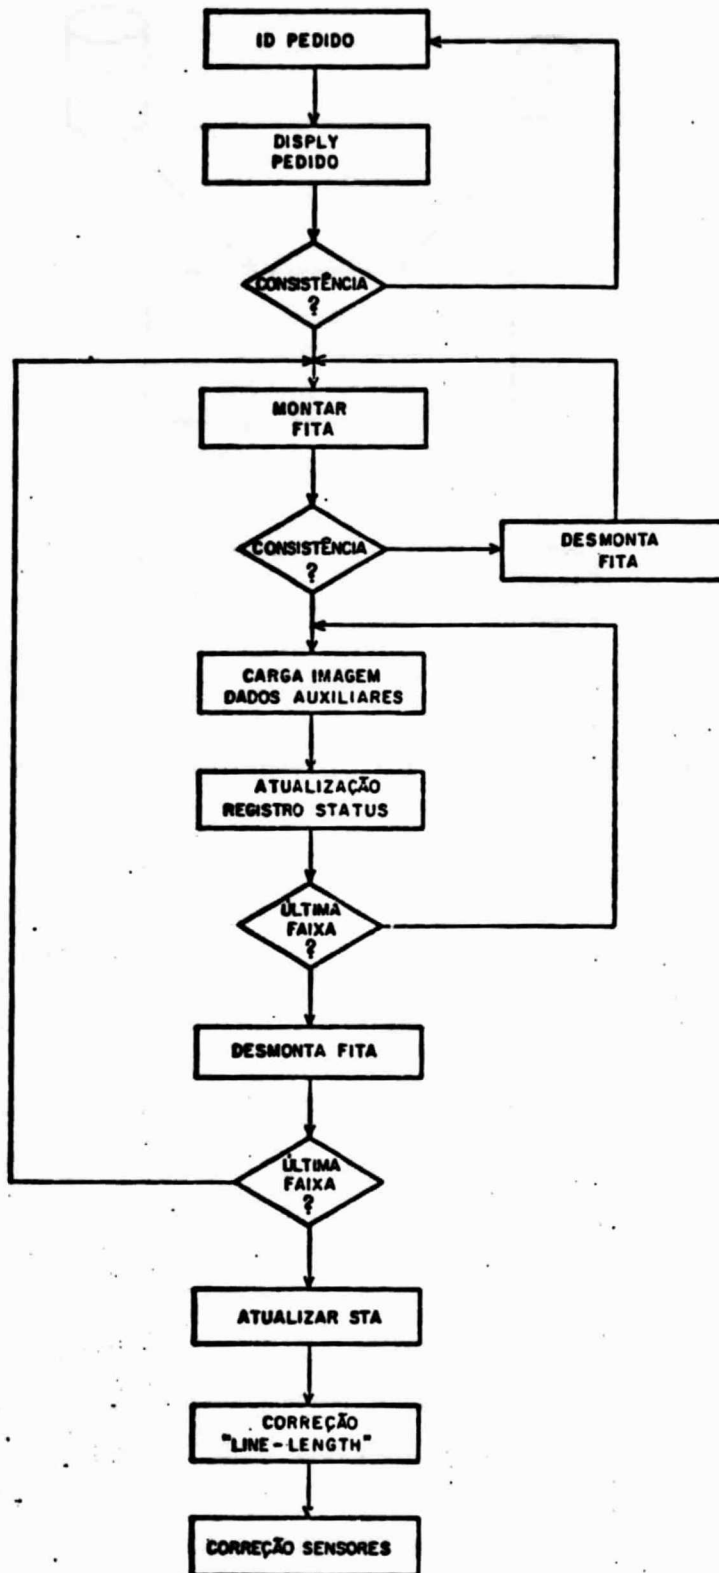 ID PEDIDO
DISPLY
PEDIDO
CONSISTÊNCIA
?
MONTAR
FITA
CONSISTÊNCIA
?
DESMONTA
FITA
CARGA IMAGEM
DADOS AUXILIARES
ATUALIZAÇÃO
REGISTRO STATUS
ÚLTIMA
FAIXA
?
DESMONTA FITA
ÚLTIMA
FAIXA
?
ATUALIZAR STA
CORREÇÃO
"LINE-LENGTH"
CORREÇÃO SENSORES